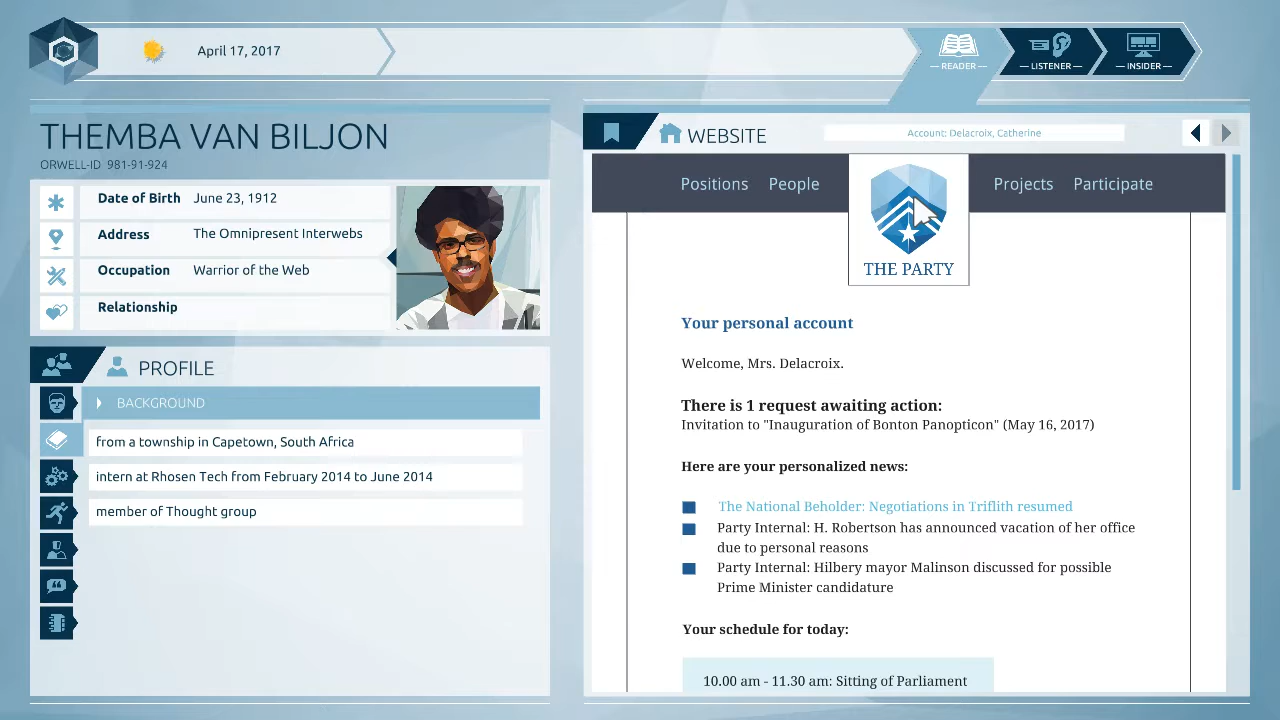 April 17, 2017
— READER —
— LISTENER —
— INSIDER —
THEMBA VAN BILJON
ORWELL-ID 981-91-924
Date of Birth June 23, 1912
Address The Omnipresent Interwebs
Occupation Warrior of the Web
Relationship
PROFILE
BACKGROUND
from a township in Capetown, South Africa
intern at Rhosen Tech from February 2014 to June 2014
member of Thought group
WEBSITE
Account: Delacroix, Catherine
Positions People Projects Participate
THE PARTY
Your personal account
Welcome, Mrs. Delacroix.
There is 1 request awaiting action:
Invitation to "Inauguration of Bonton Panopticon" (May 16, 2017)
Here are your personalized news:
The National Beholder: Negotiations in Triflith resumed
Party Internal: H. Robertson has announced vacation of her office
due to personal reasons
Party Internal: Hilbery mayor Malinson discussed for possible
Prime Minister candidature
Your schedule for today:
10.00 am - 11.30 am: Sitting of Parliament